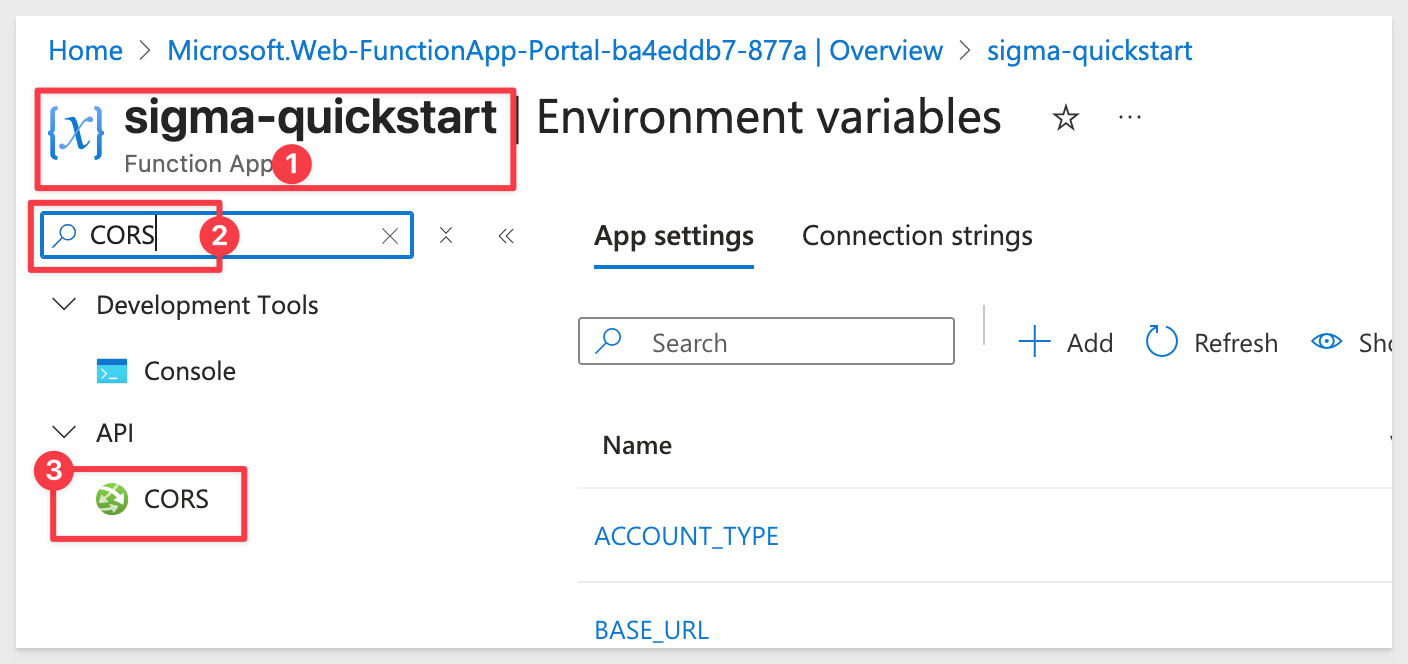 Home > Microsoft.Web-FunctionApp-Portal-ba4eddb7-877a | Overview > sigma-quickstart
{x} sigma-quickstart | Environment variables ☆ ...
Function App 1
CORS 2
App settings Connection strings
Development Tools
Search
Add Refresh
Console
API
Name
3
CORS
ACCOUNT_TYPE
BASE_URL